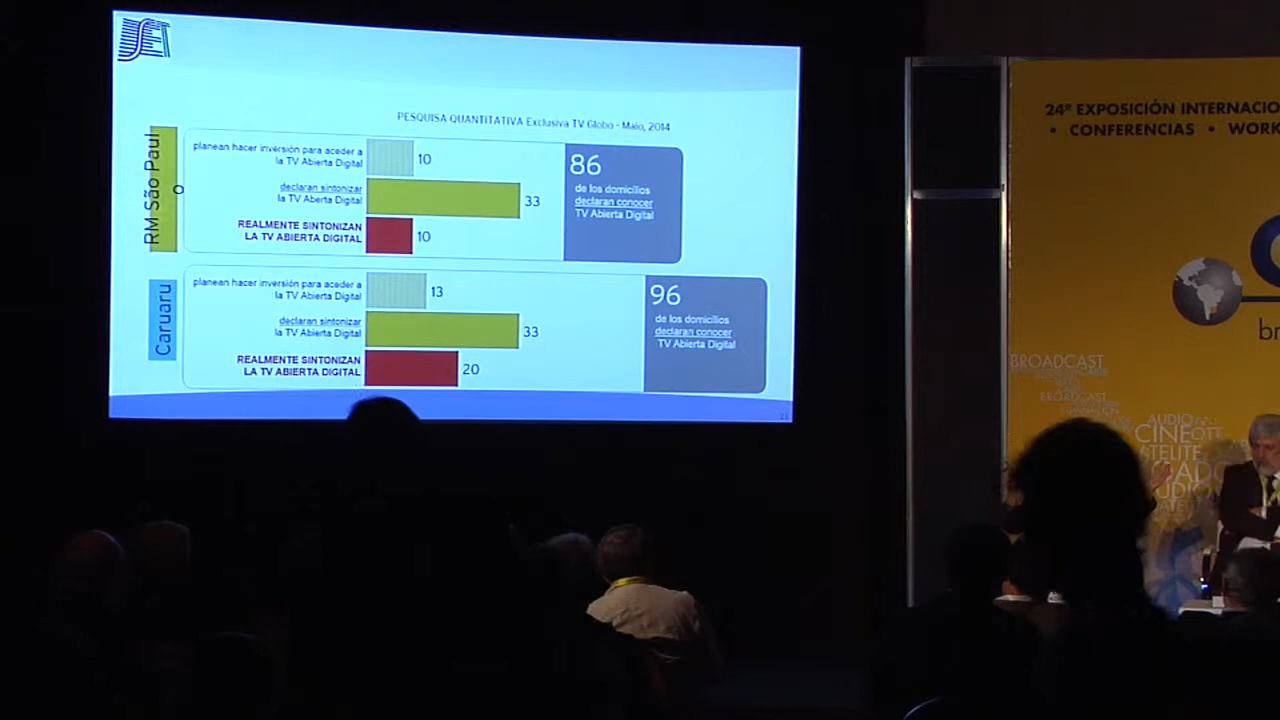 SET
PESQUISA QUANTITATIVA Exclusiva TV Globo - Maio, 2014
RM São Paul
o
planean hacer inversión para aceder a
la TV Abierta Digital
10
declaran sintonizar
la TV Abierta Digital
33
REALMENTE SINTONIZAN
LA TV ABIERTA DIGITAL
10
86
de los domicilios
declaran conocer
TV Abierta Digital
Caruaru
planean hacer inversión para aceder a
la TV Abierta Digital
13
declaran sintonizar
la TV Abierta Digital
33
REALMENTE SINTONIZAN
LA TV ABIERTA DIGITAL
20
96
de los domicilios
declaran conocer
TV Abierta Digital
24º EXPOSICIÓN INTERNACIO
• CONFERENCIAS • WORK
br
BROADCAST
BROADCAST
AUDIO
CINE OTT